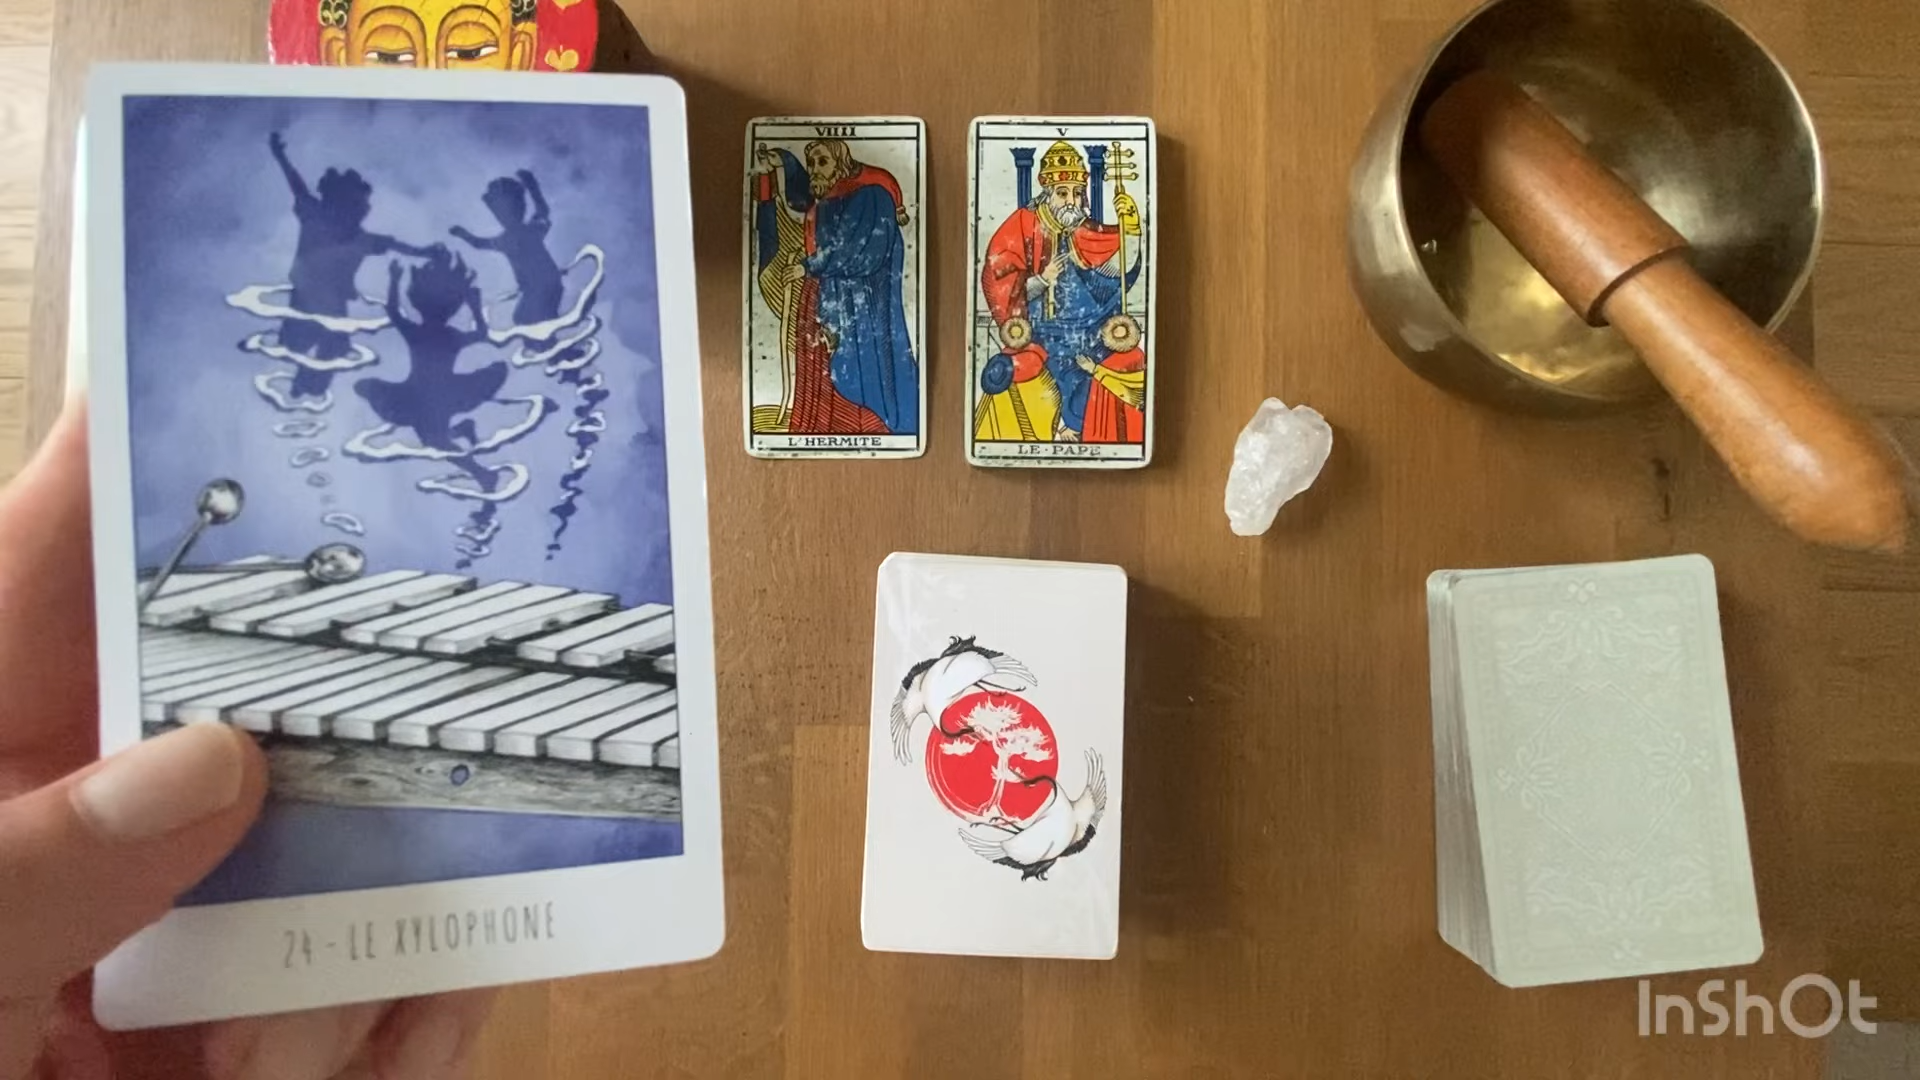 VIIII
L'HERMITE
V
LE·PAPE
24 - LE XYLOPHONE
InShOt